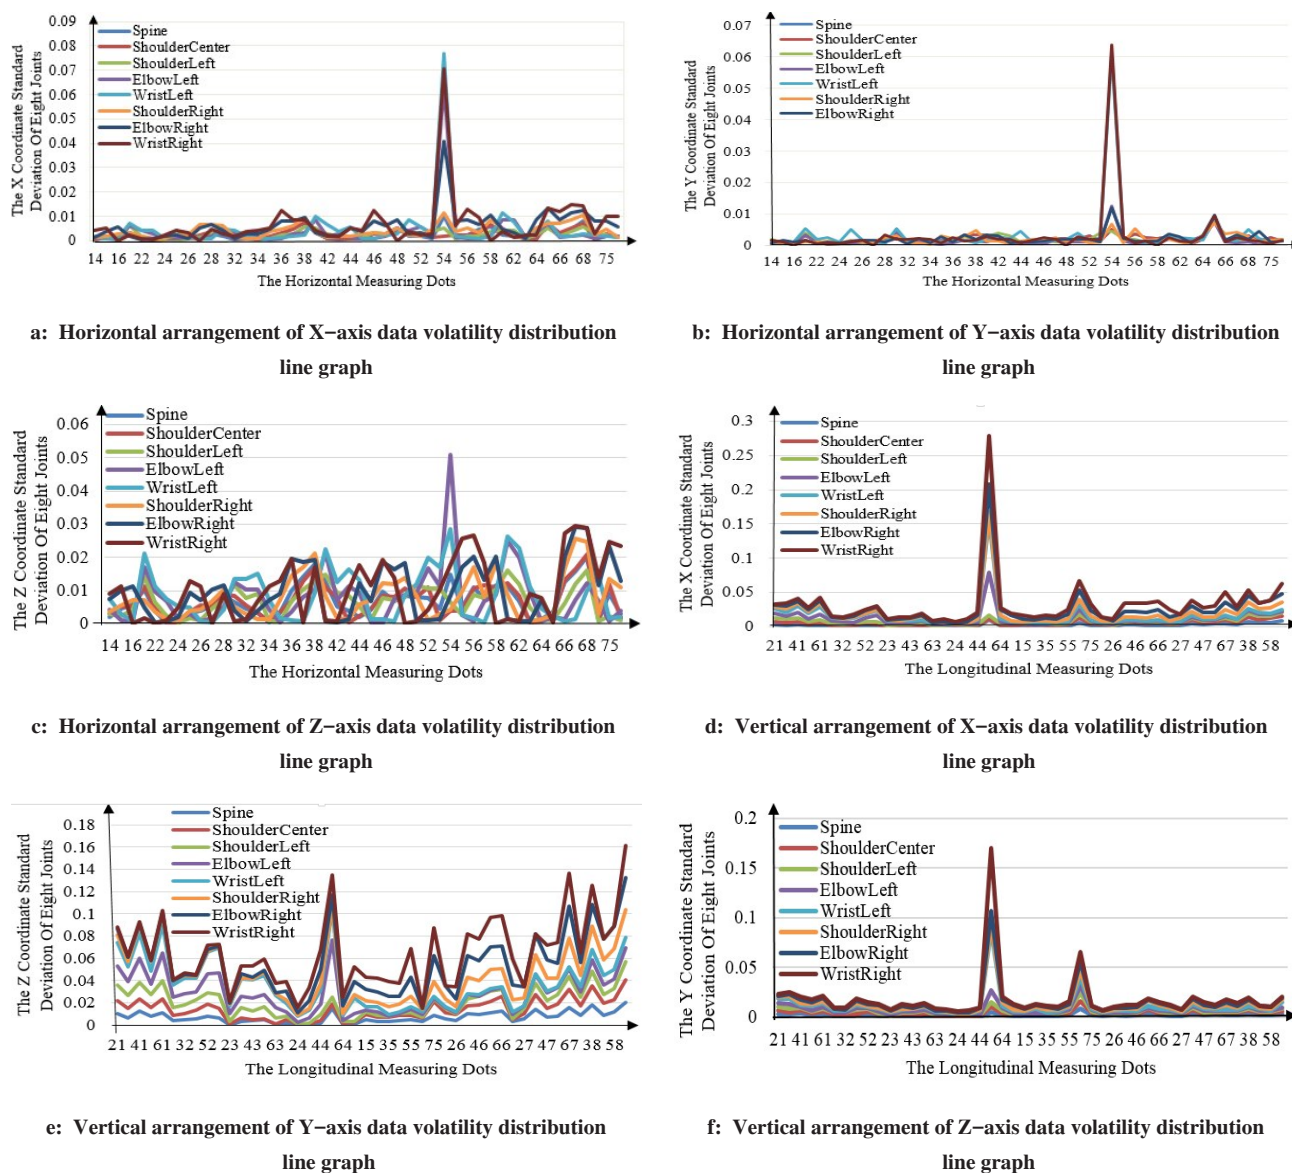 The X Coordinate Standard
Deviation Of Eight Joints
0.09
0.08
0.07
0.06
0.05
0.04
0.03
0.02
0.01
0
Spine
ShoulderCenter
ShoulderLeft
ElbowLeft
WristLeft
ShoulderRight
ElbowRight
WristRight
14 16 22 24 26 28 32 34 36 38 42 44 46 48 52 54 56 58 62 64 66 68 75
The Horizontal Measuring Dots
a: Horizontal arrangement of X−axis data volatility distribution
line graph
The Y Coordinate Standard
Deviation Of Eight Joints
0.07
0.06
0.05
0.04
0.03
0.02
0.01
0
Spine
ShoulderCenter
ShoulderLeft
ElbowLeft
WristLeft
ShoulderRight
ElbowRight
14 16 22 24 26 28 32 34 36 38 42 44 46 48 52 54 56 58 62 64 66 68 75
The Horizontal Measuring Dots
b: Horizontal arrangement of Y−axis data volatility distribution
line graph
The Z Coordinate Standard
Deviation Of Eight Joints
0.06
0.05
0.04
0.03
0.02
0.01
0
Spine
ShoulderCenter
ShoulderLeft
ElbowLeft
WristLeft
ShoulderRight
ElbowRight
WristRight
14 16 22 24 26 28 32 34 36 38 42 44 46 48 52 54 56 58 62 64 66 68 75
The Horizontal Measuring Dots
c: Horizontal arrangement of Z−axis data volatility distribution
line graph
The X Coordinate Standard
Deviation Of Eight Joints
0.3
0.25
0.2
0.15
0.1
0.05
0
Spine
ShoulderCenter
ShoulderLeft
ElbowLeft
WristLeft
ShoulderRight
ElbowRight
WristRight
21 41 61 32 52 23 43 63 24 44 64 15 35 55 75 26 46 66 27 47 67 38 58
The Longitudinal Measuring Dots
d: Vertical arrangement of X−axis data volatility distribution
line graph
The Z Coordinate Standard
Deviation Of Eight Joints
0.18
0.16
0.14
0.12
0.1
0.08
0.06
0.04
0.02
0
Spine
ShoulderCenter
ShoulderLeft
ElbowLeft
WristLeft
ShoulderRight
ElbowRight
WristRight
21 41 61 32 52 23 43 63 24 44 64 15 35 55 75 26 46 66 27 47 67 38 58
The Longitudinal Measuring Dots
e: Vertical arrangement of Y−axis data volatility distribution
line graph
The Y Coordinate Standard
Deviation Of Eight Joints
0.2
0.15
0.1
0.05
0
Spine
ShoulderCenter
ShoulderLeft
ElbowLeft
WristLeft
ShoulderRight
ElbowRight
WristRight
21 41 61 32 52 23 43 63 24 44 64 15 35 55 75 26 46 66 27 47 67 38 58
The Longitudinal Measuring Dots
f: Vertical arrangement of Z−axis data volatility distribution
line graph